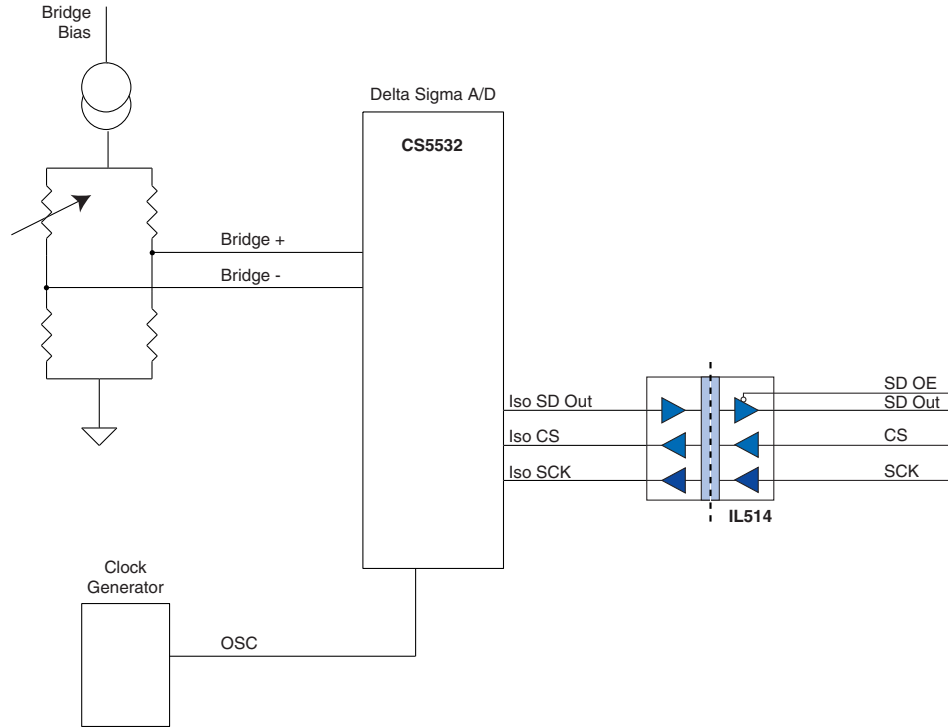 Bridge
Bias
Delta Sigma A/D
CS5532
Bridge +
Bridge -
SD OE
Iso SD Out
SD Out
Iso CS
CS
Iso SCK
SCK
IL514
Clock
Generator
OSC